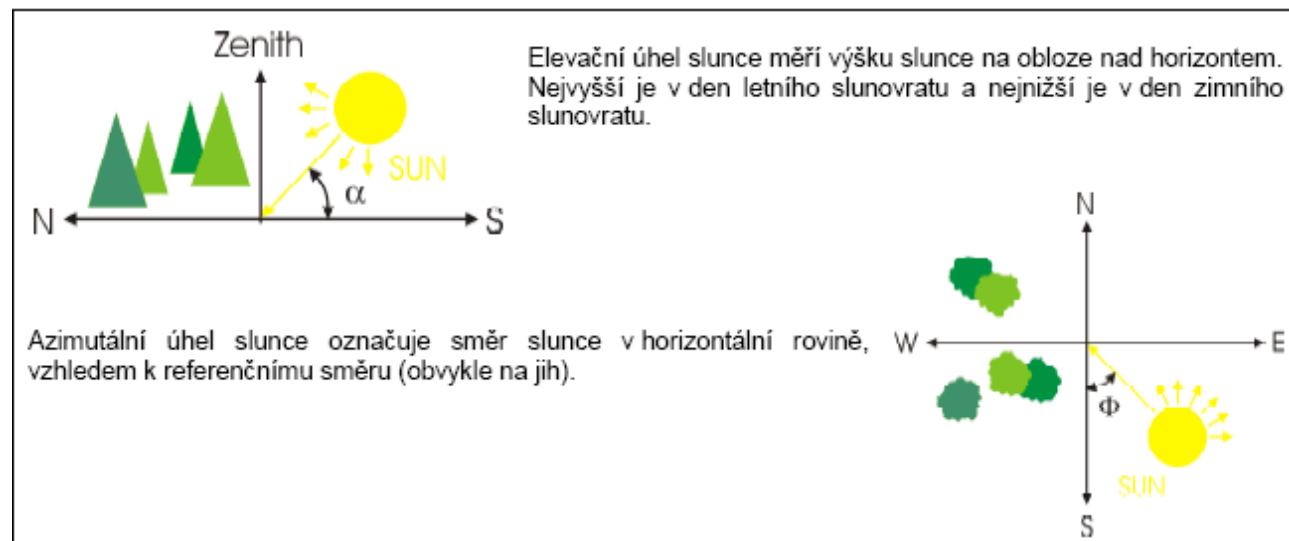 Zenith
SUN
α
N S
Elevační úhel slunce měří výšku slunce na obloze nad horizontem.
Nejvyšší je v den letního slunovratu a nejnižší je v den zimního
slunovratu.
Azimutální úhel slunce označuje směr slunce v horizontální rovině,
vzhledem k referenčnímu směru (obvykle na jih).
N
W E
Φ
SUN
S